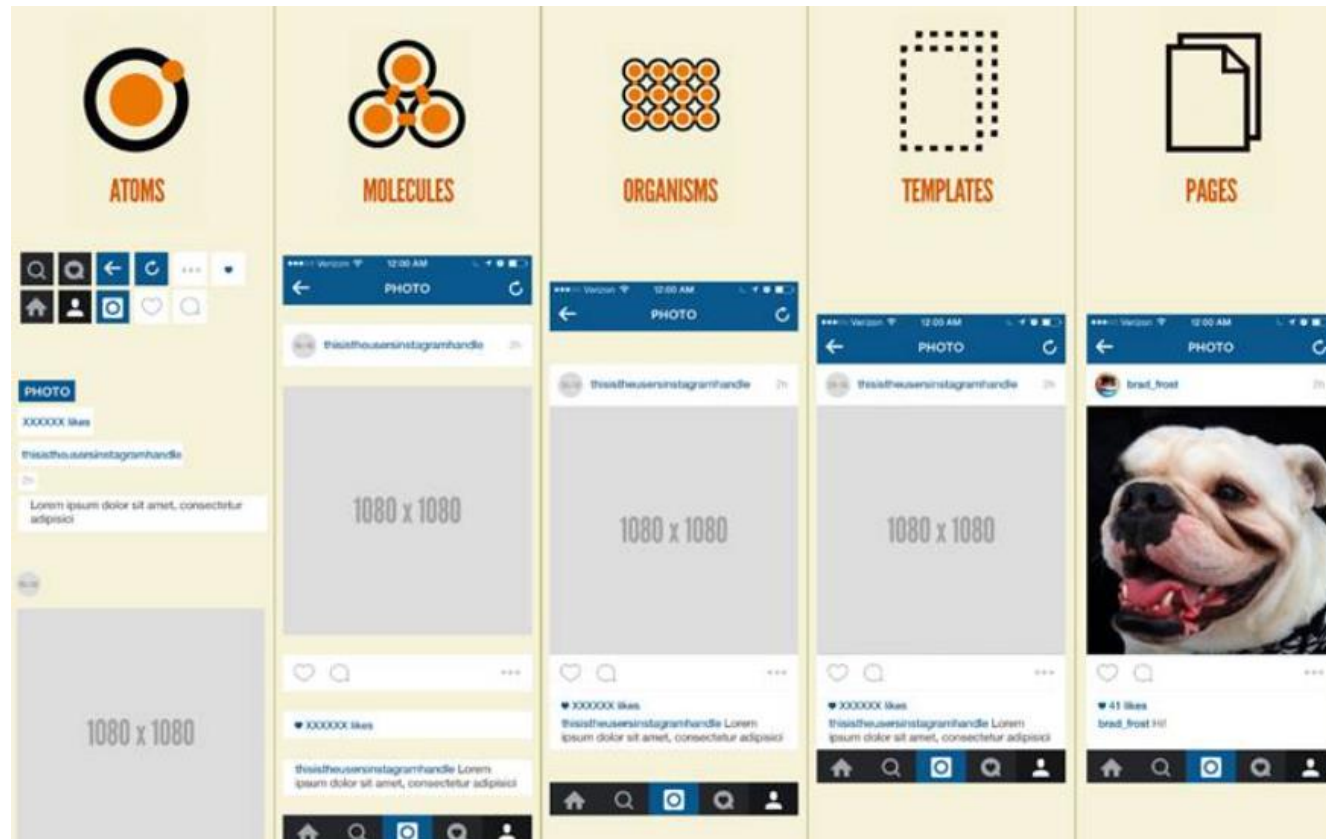 ATOMS
MOLECULES
ORGANISMS
TEMPLATES
PAGES
PHOTO
XXXXXX likes
thisistheusersinstagramhandle
2h
Lorem ipsum dolor sit amet, consectetur
adipisici
1080 x 1080
Verizon 12:00 AM
PHOTO
thisistheusersinstagramhandle 2h
1080 x 1080
XXXXXX likes
thisistheusersinstagramhandle Lorem
ipsum dolor sit amet, consectetur adipisici
Verizon 12:00 AM
PHOTO
thisistheusersinstagramhandle 2h
1080 x 1080
XXXXXX likes
thisistheusersinstagramhandle Lorem
ipsum dolor sit amet, consectetur adipisici
Verizon 12:00 AM
PHOTO
thisistheusersinstagramhandle 2h
1080 x 1080
XXXXXX likes
thisistheusersinstagramhandle Lorem
ipsum dolor sit amet, consectetur adipisici
Verizon 12:00 AM
PHOTO
brad_frost 2h
41 likes
brad_frost Hi!